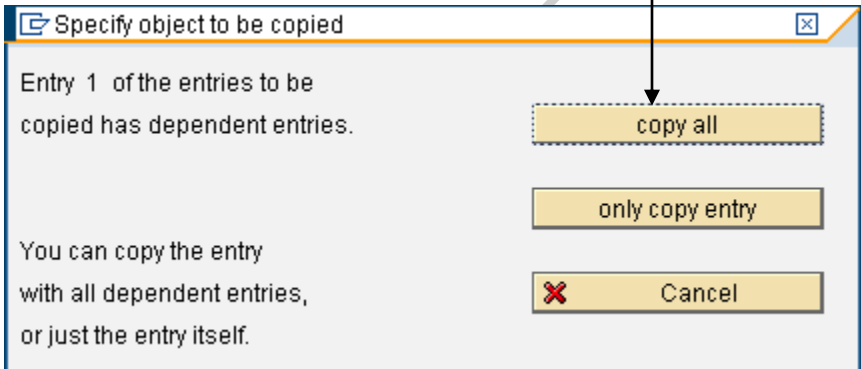 Specify object to be copied
Entry 1 of the entries to be
copied has dependent entries.
copy all
only copy entry
You can copy the entry
with all dependent entries,
Cancel
or just the entry itself.